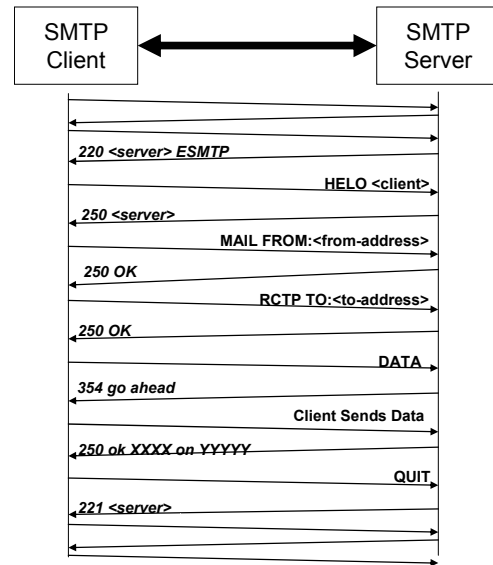 SMTP
Client
SMTP
Server
220 <server> ESMTP
HELO <client>
250 <server>
MAIL FROM:<from-address>
250 OK
RCTP TO:<to-address>
250 OK
DATA
354 go ahead
Client Sends Data
250 ok XXXX on YYYYY
QUIT
221 <server>